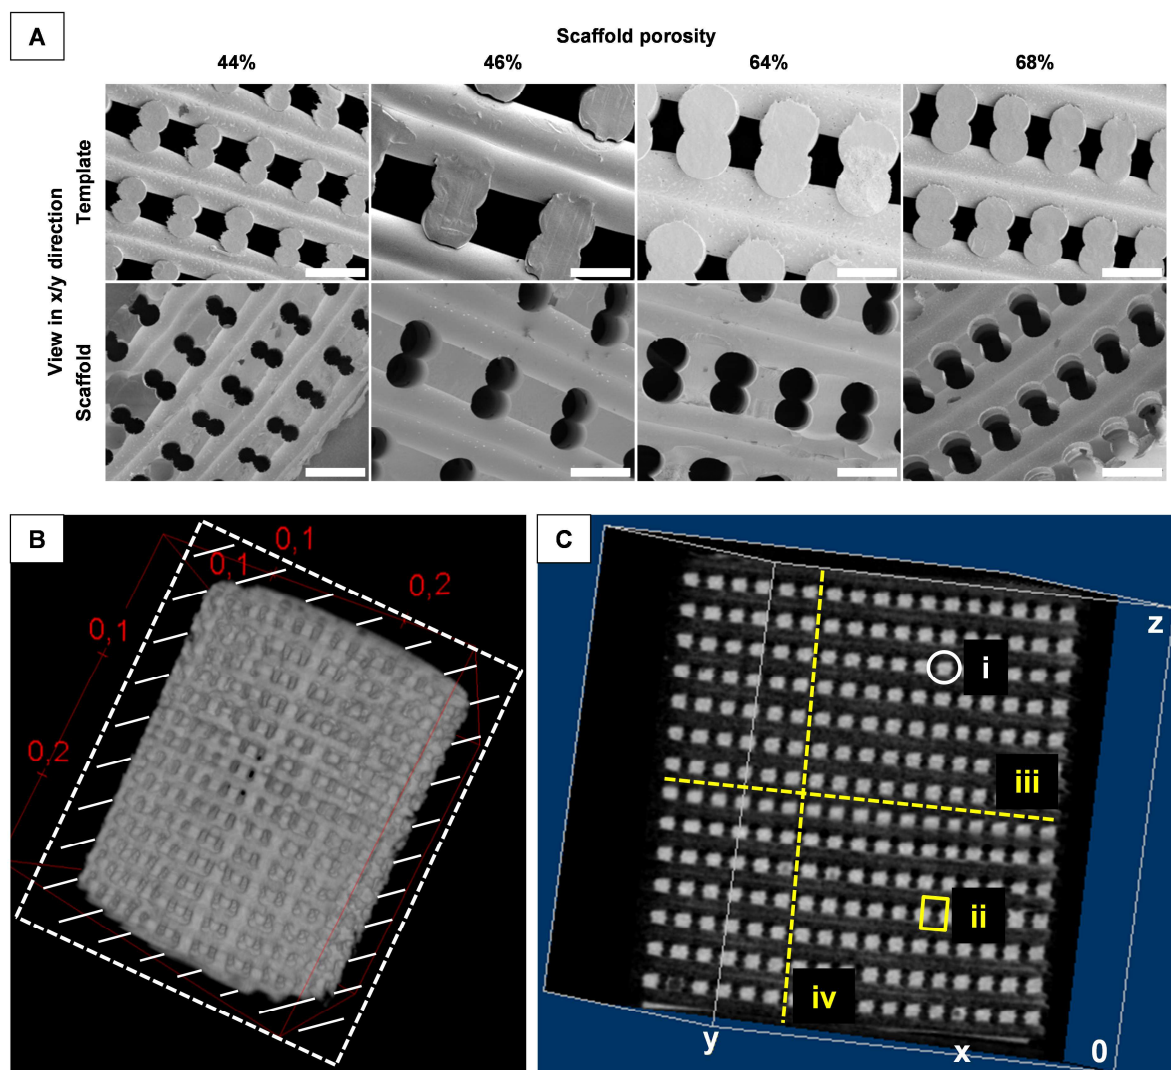 A
Scaffold porosity
44% 46% 64% 68%
View in x/y direction
Template
Scaffold
B
0,1
0,1
0,2
0,1
0,2
C
z
i
iii
ii
iv
y
x
0